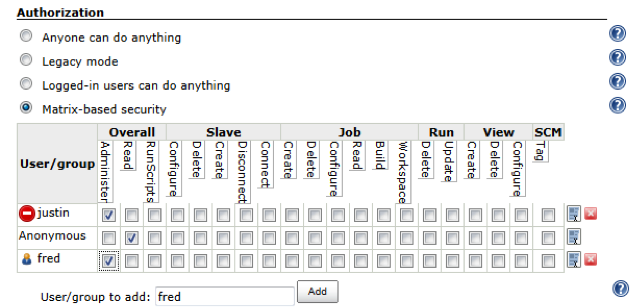 Authorization
Anyone can do anything
Legacy mode
Logged-in users can do anything
Matrix-based security
User/group Overall Slave Job Run View SCM
Administer Read RunScripts Configure Delete Create Disconnect Connect Create Delete Configure Read Build Workspace Delete Update Create Delete Configure Tag
justin
Anonymous
fred
User/group to add: fred Add